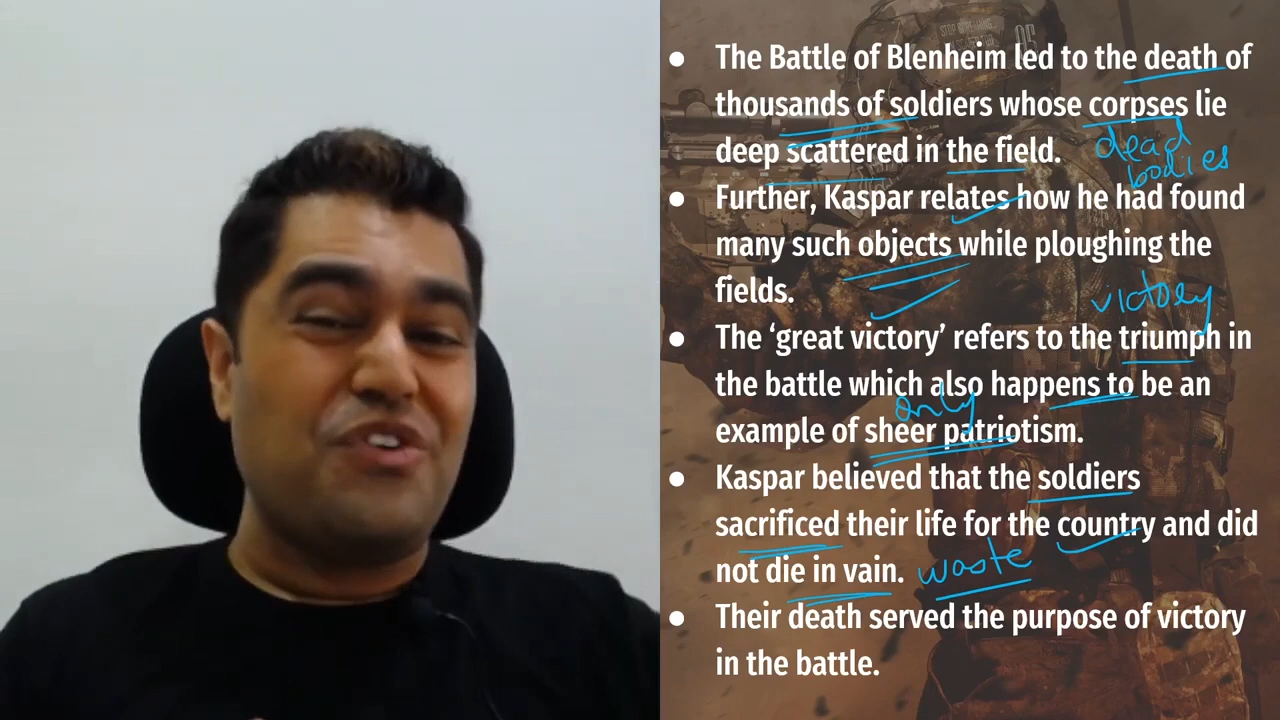 ● The Battle of Blenheim led to the death of
thousands of soldiers whose corpses lie
deep scattered in the field.
dead
bodies
● Further, Kaspar relates how he had found
many such objects while ploughing the
fields.
victory
● The ‘great victory’ refers to the triumph in
the battle which also happens to be an
only
example of sheer patriotism.
● Kaspar believed that the soldiers
sacrificed their life for the country and did
not die in vain. waste
● Their death served the purpose of victory
in the battle.